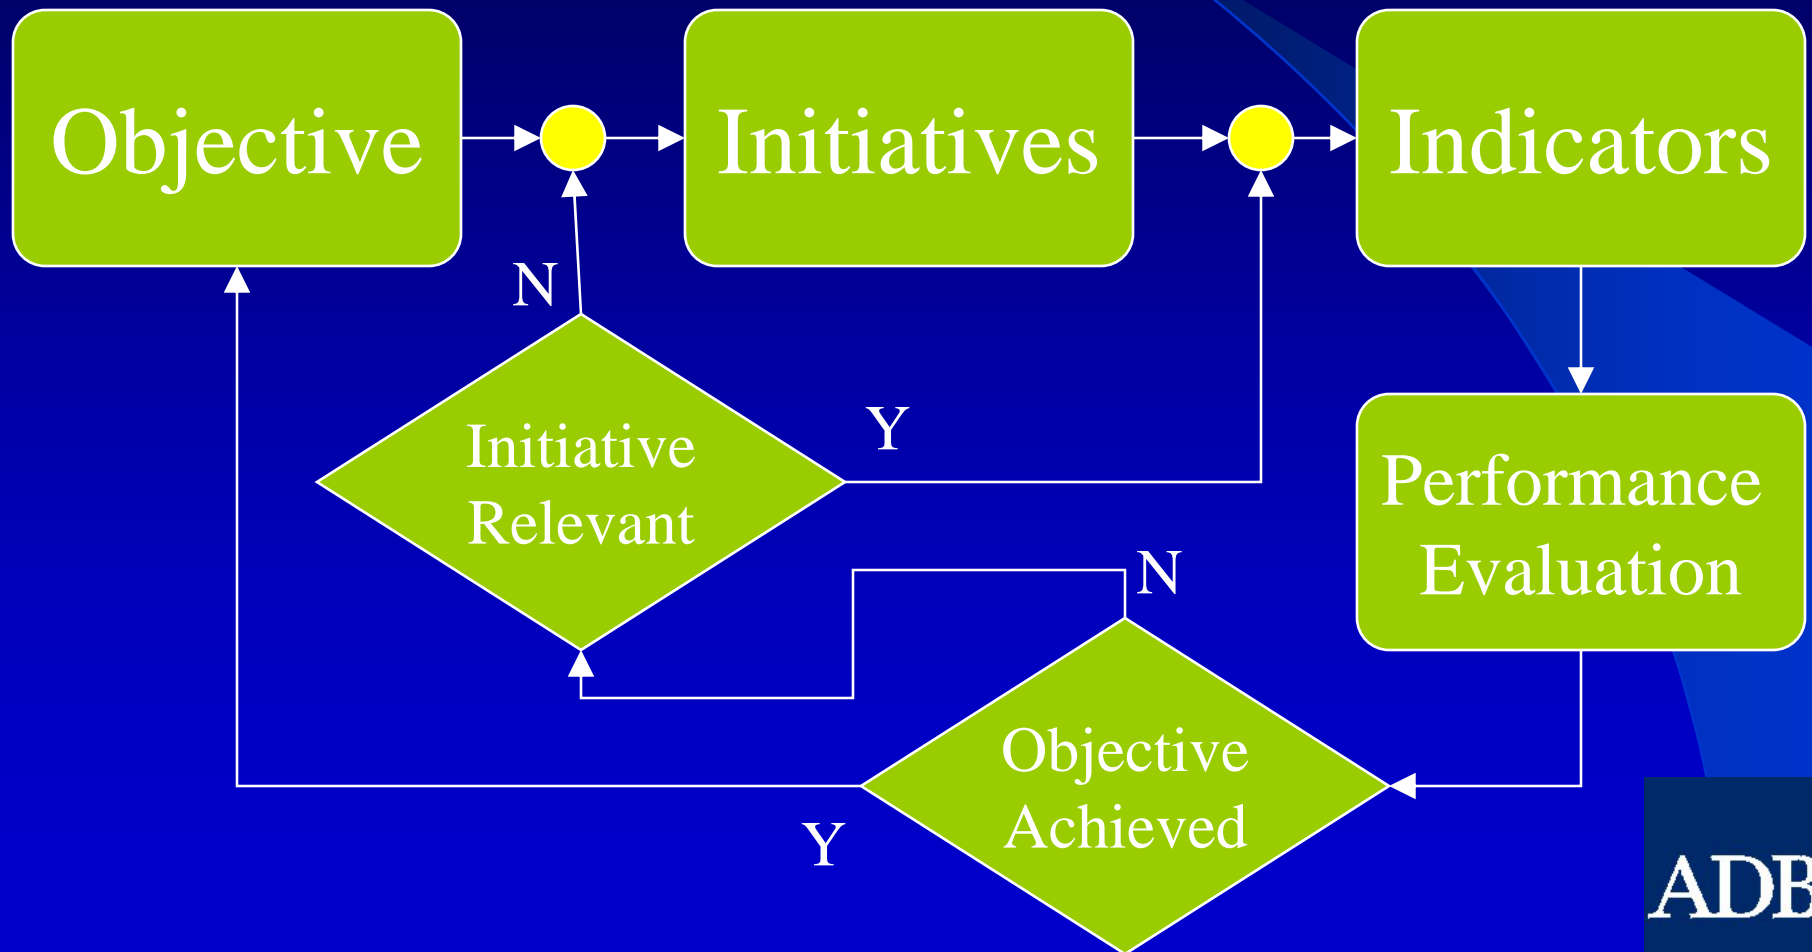 Objective
Initiatives
Indicators
N
Initiative
Relevant
Y
Performance
Evaluation
N
Objective
Achieved
Y
ADB